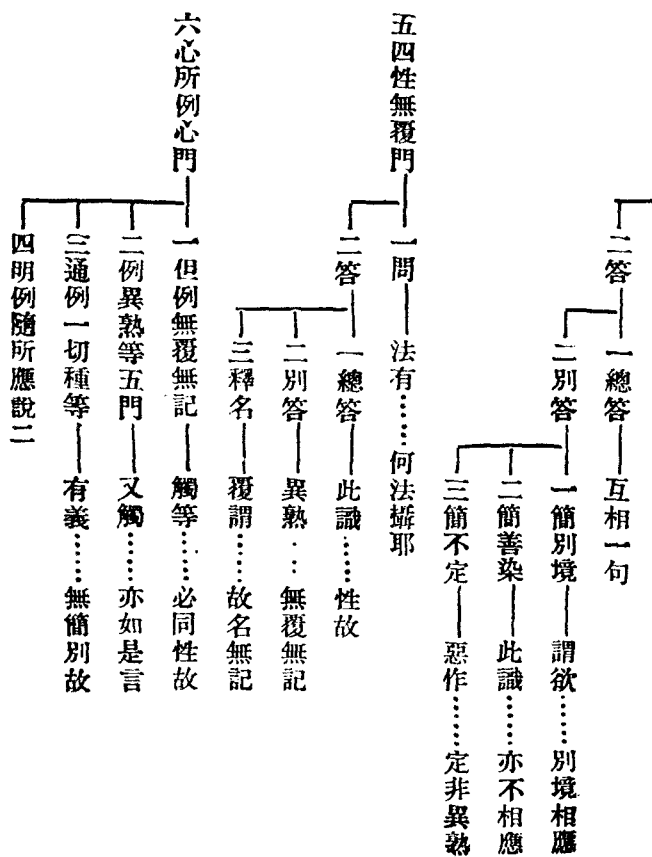 二答
一總答 互相一句
二別答
一簡別境 謂欲……別境相應
二簡善染 此識……亦不相應
三簡不定 惡作……定非異熟
五四性無覆門
一問 法有……何法攝耶
二答
一總答 此識……性故
二別答 異熟‥‥無覆無記
三釋名 覆謂……故名無記
六心所例心門
一但例無覆無記 觸等……必同性故
二例異熟等五門 又觸……亦如是言
三通例一切種等 有義……無簡別故
四明例隨所應說二